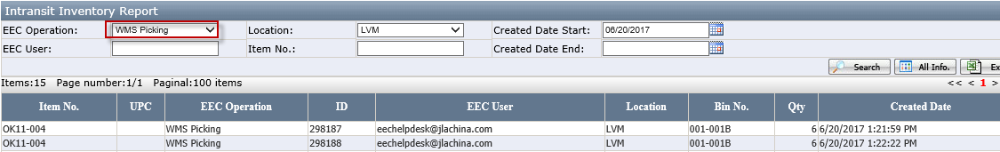 Intransit Inventory Report
EEC Operation: WMS Picking Location: LVM Created Date Start: 06/20/2017
EEC User: Item No.: Created Date End:
Search All Info. Ex
Items:15 Page number:1/1 Paginal:100 items << < 1 >
Item No. UPC EEC Operation ID EEC User Location Bin No. Qty Created Date
OK11-004 WMS Picking 298187 eechelpdesk@jlachina.com LVM 001-001B 6 6/20/2017 1:21:59 PM
OK11-004 WMS Picking 298188 eechelpdesk@jlachina.com LVM 001-001B 6 6/20/2017 1:22:22 PM